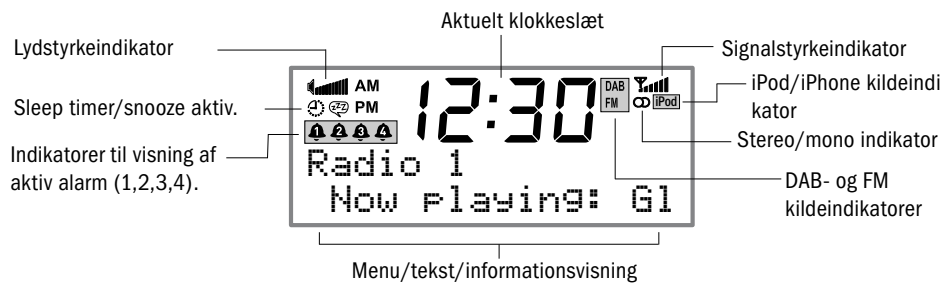 Aktuelt klokkeslæt
Lydstyrkeindikator
Signalstyrkeindikator
AM
12:30
DAB
FM
iPod
iPod/iPhone kildeindi
kator
Sleep timer/snooze aktiv.
zZ
PM
1 2 3 4
Stereo/mono indikator
Indikatorer til visning af
aktiv alarm (1,2,3,4).
Radio 1
Now playing: Gl
DAB- og FM
kildeindikatorer
Menu/tekst/informationsvisning